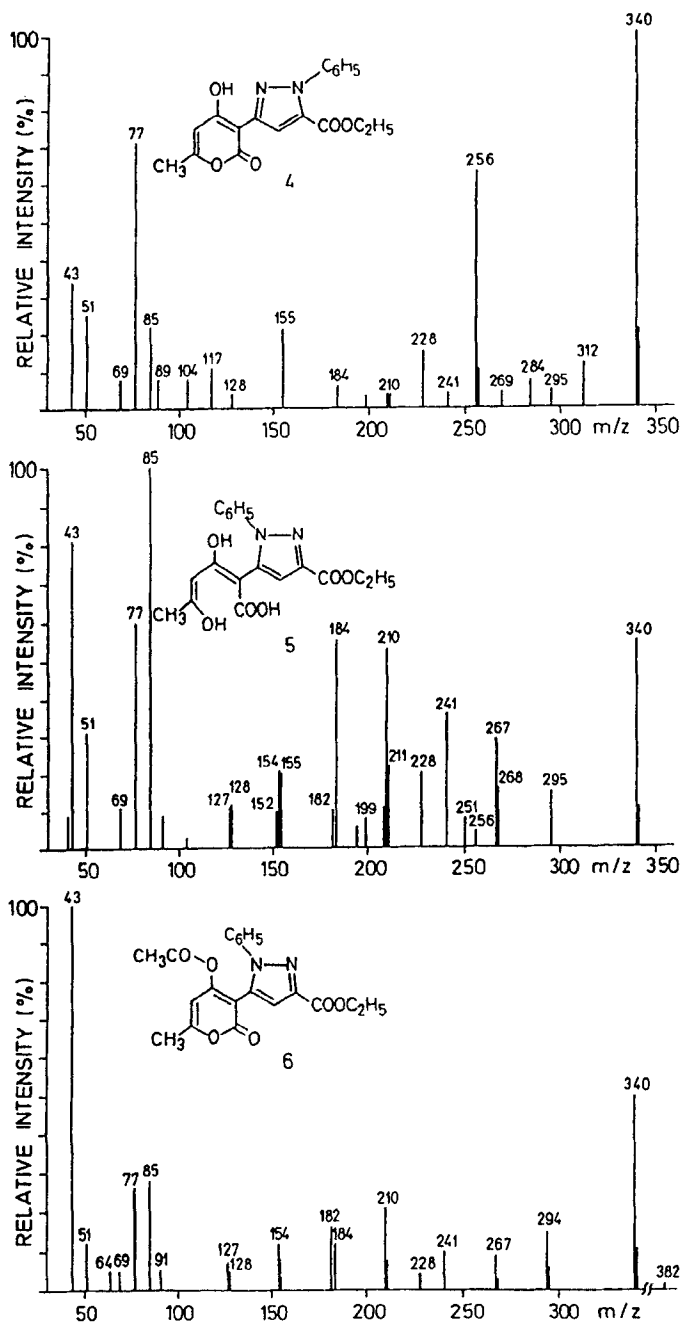 RELATIVE INTENSITY (%)
100
340
C6H5
OH
N
N
COOC2H5
CH3
O
O
4
77
256
43
51
85
155
228
312
69
89
104
117
128
184
210
241
269
284
295
50
100
150
200
250
300
m/z
350
RELATIVE INTENSITY (%)
100
85
43
C6H5
N
N
OH
COOC2H5
CH3
COOH
OH
5
77
184
210
340
51
241
267
154
155
211
228
268
295
69
127
128
152
182
199
251
256
50
100
150
200
250
300
m/z
350
RELATIVE INTENSITY (%)
100
43
C6H5
CH3CO
O
N
N
COOC2H5
CH3
O
O
6
340
77
85
210
182
184
294
51
64
69
91
127
128
154
228
241
267
382
50
100
150
200
250
300
m/z
350